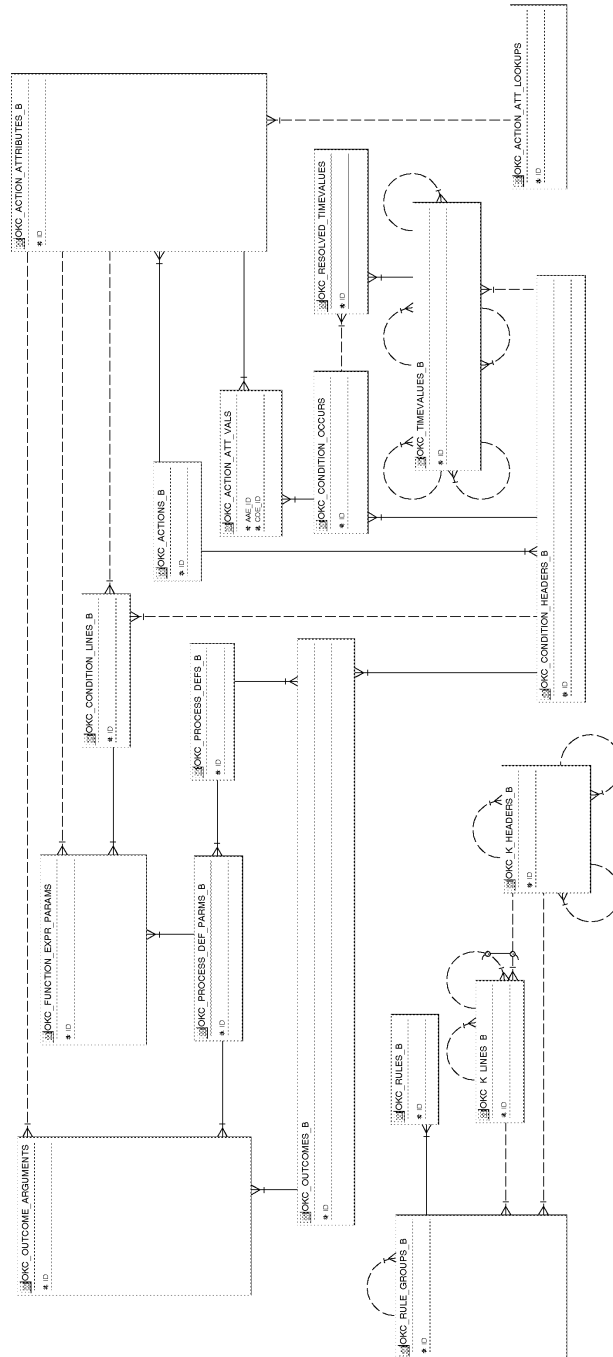 OKC_OUTCOME_ARGUMENTS
# ID
OKC_FUNCTION_EXPR_PARAMS
# ID
OKC_CONDITION_LINES_B
# ID
OKC_ACTION_ATTRIBUTES_B
# ID
OKC_ACTIONS_B
# ID
OKC_PROCESS_DEF_PARMS_B
# ID
OKC_PROCESS_DEFS_B
# ID
OKC_ACTION_ATT_VALS
# AAE_ID
# COE_ID
OKC_OUTCOMES_B
# ID
OKC_CONDITION_OCCURS
# ID
OKC_RESOLVED_TIMEVALUES
# ID
OKC_RULE_GROUPS_B
# ID
OKC_RULES_B
# ID
OKC_TIMEVALUES_B
# ID
OKC_K_LINES_B
# ID
OKC_K_HEADERS_B
# ID
OKC_CONDITION_HEADERS_B
# ID
OKC_ACTION_ATT_LOOKUPS
# ID